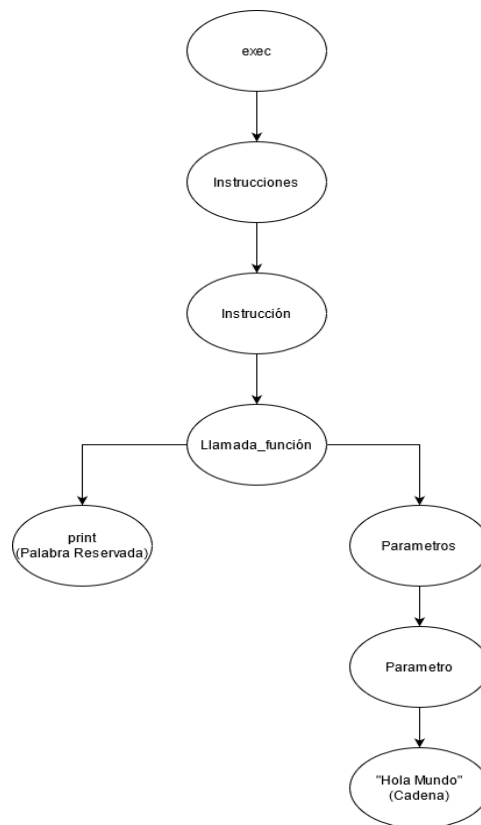 exec
Instrucciones
Instrucción
Llamada_función
print
(Palabra Reservada)
Parametros
Parametro
"Hola Mundo"
(Cadena)